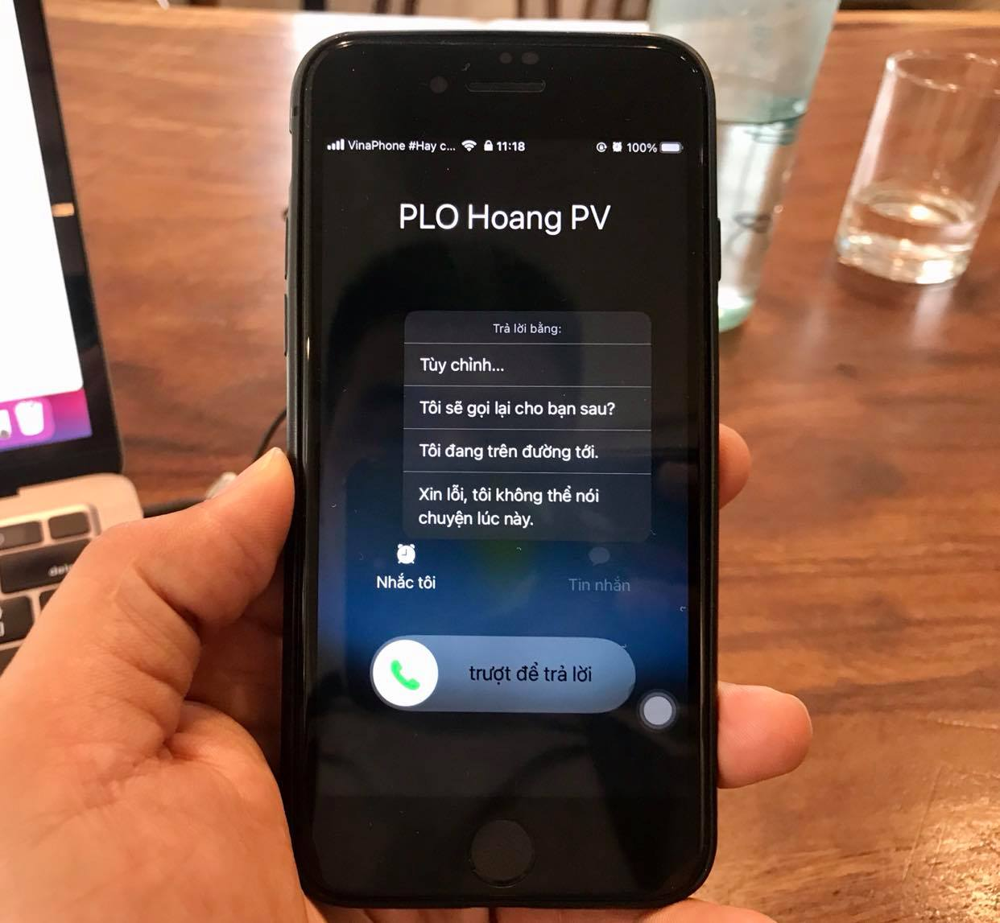 VinaPhone #Hay c... 11:18 100%
PLO Hoang PV
Trả lời bằng:
Tùy chỉnh...
Tôi sẽ gọi lại cho bạn sau?
Tôi đang trên đường tới.
Xin lỗi, tôi không thể nói
chuyện lúc này.
Nhắc tôi
Tin nhắn
trượt để trả lời